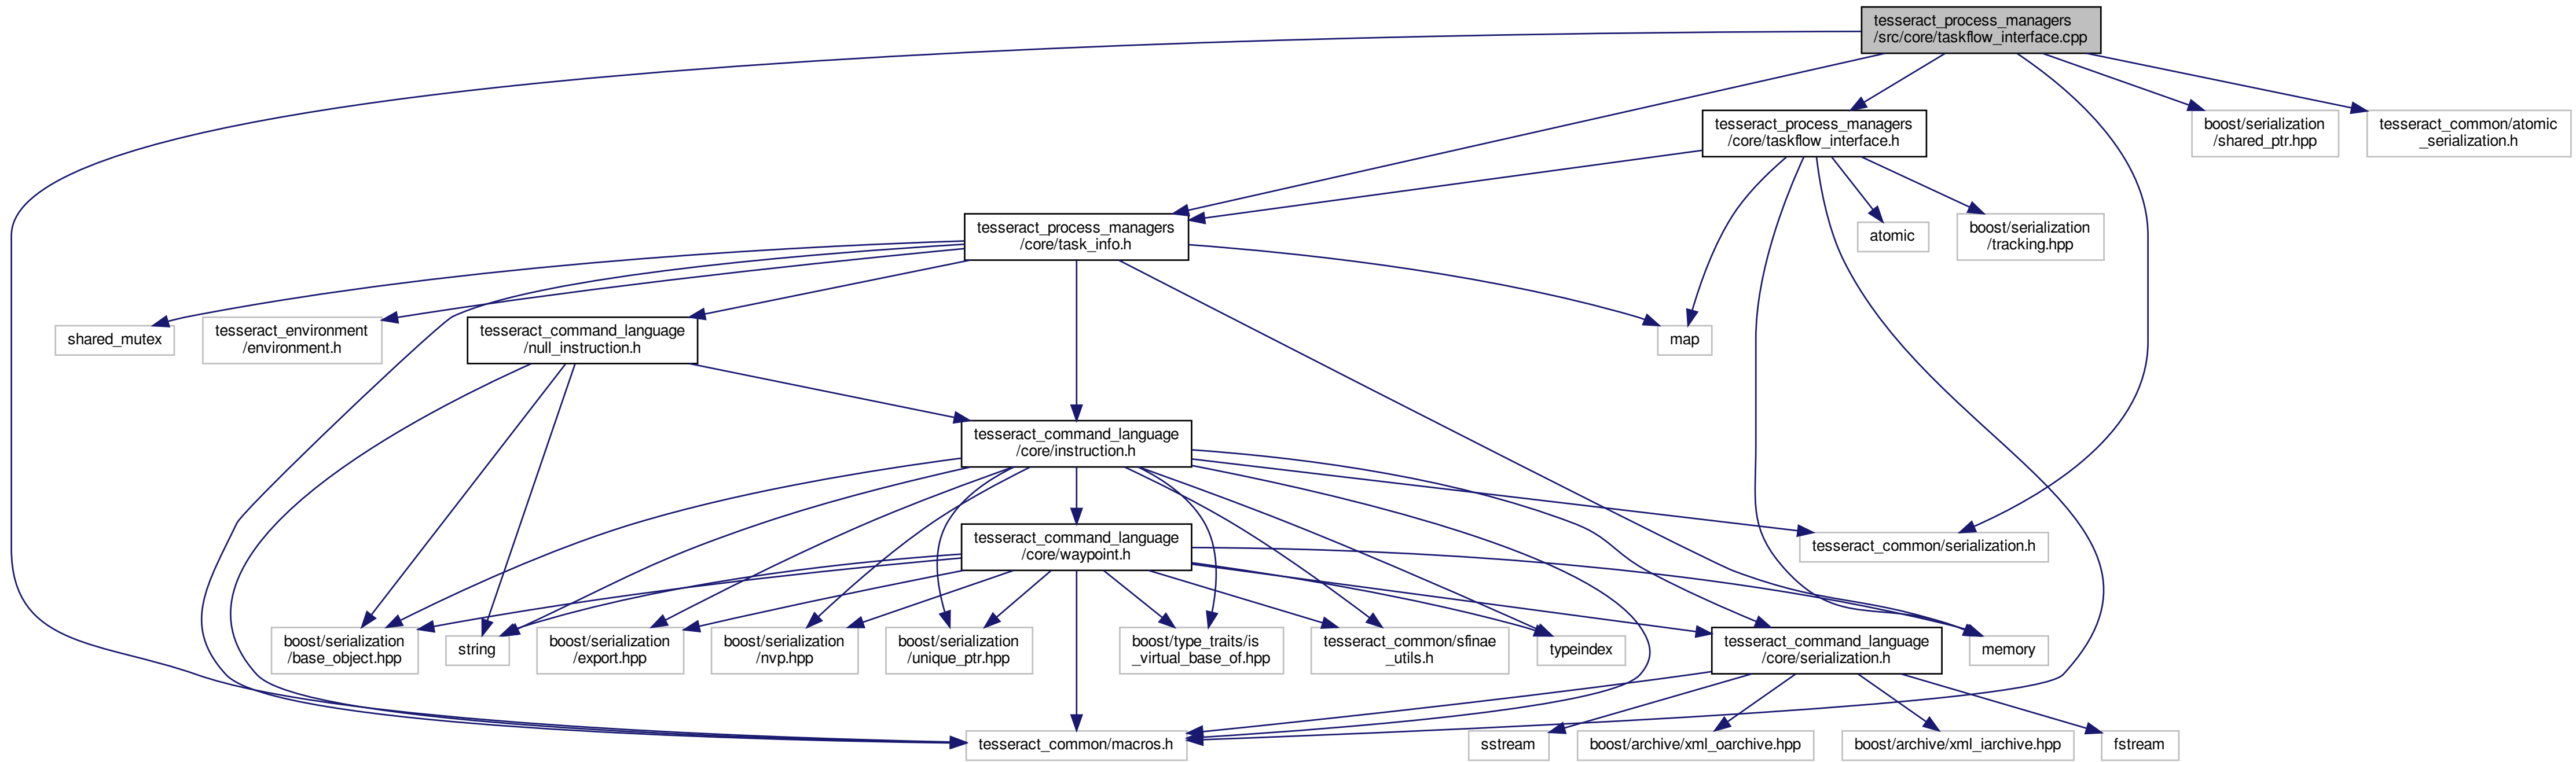 tesseract_process_managers
/src/core/taskflow_interface.cpp
tesseract_process_managers
/core/taskflow_interface.h
boost/serialization
/shared_ptr.hpp
tesseract_common/atomic
_serialization.h
tesseract_process_managers
/core/task_info.h
atomic
boost/serialization
/tracking.hpp
shared_mutex
tesseract_environment
/environment.h
tesseract_command_language
/null_instruction.h
map
tesseract_command_language
/core/instruction.h
tesseract_command_language
/core/waypoint.h
tesseract_common/serialization.h
boost/serialization
/base_object.hpp
string
boost/serialization
/export.hpp
boost/serialization
/nvp.hpp
boost/serialization
/unique_ptr.hpp
boost/type_traits/is
_virtual_base_of.hpp
tesseract_common/sfinae
_utils.h
typeindex
tesseract_command_language
/core/serialization.h
memory
tesseract_common/macros.h
sstream
boost/archive/xml_oarchive.hpp
boost/archive/xml_iarchive.hpp
fstream